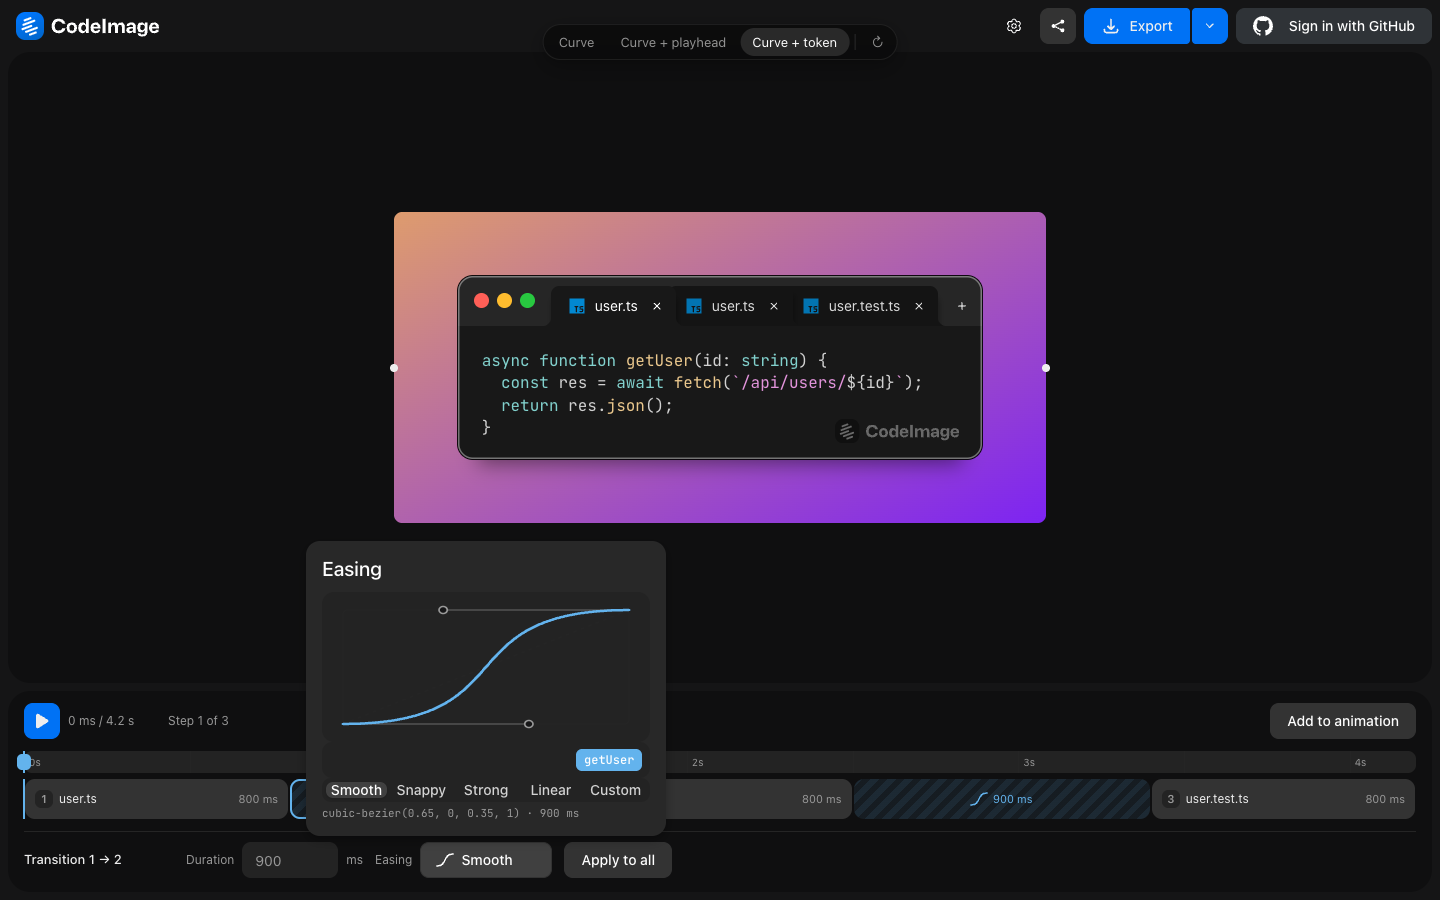 CodeImage
Curve
Curve + playhead
Curve + token
Export
Sign in with GitHub
user.ts
user.ts
user.test.ts
async function getUser(id: string) {
const res = await fetch(`/api/users/${id}`);
return res.json();
}
CodeImage
Easing
getUser
Smooth
Snappy
Strong
Linear
Custom
cubic-bezier(0.65, 0, 0.35, 1) · 900 ms
0 ms / 4.2 s
Step 1 of 3
Add to animation
0s
2s
3s
4s
1 user.ts 800 ms
800 ms
900 ms
3 user.test.ts 800 ms
Transition 1 → 2
Duration
900
ms
Easing
Smooth
Apply to all